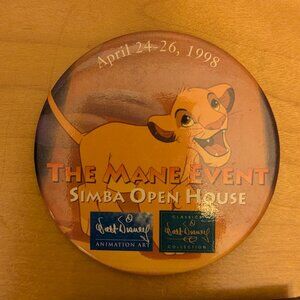 April 24-26, 1998
THE MANE EVENT
SIMBA OPEN HOUSE
Walt Disney
ANIMATION ART
CLASSICS
Walt Disney
COLLECTION